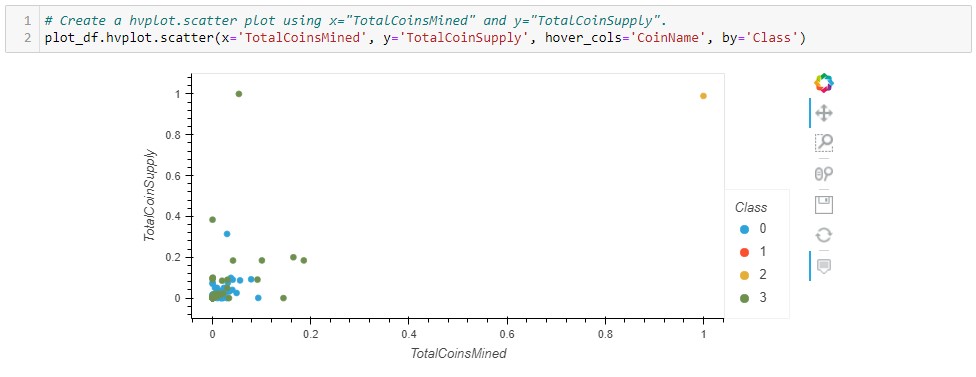 1 # Create a hvplot.scatter plot using x="TotalCoinsMined" and y="TotalCoinSupply".
2 plot_df.hvplot.scatter(x='TotalCoinsMined', y='TotalCoinSupply', hover_cols='CoinName', by='Class')
TotalCoinSupply
1
0.8
0.6
0.4
0.2
0
0 0.2 0.4 0.6 0.8 1
TotalCoinsMined
Class
0
1
2
3